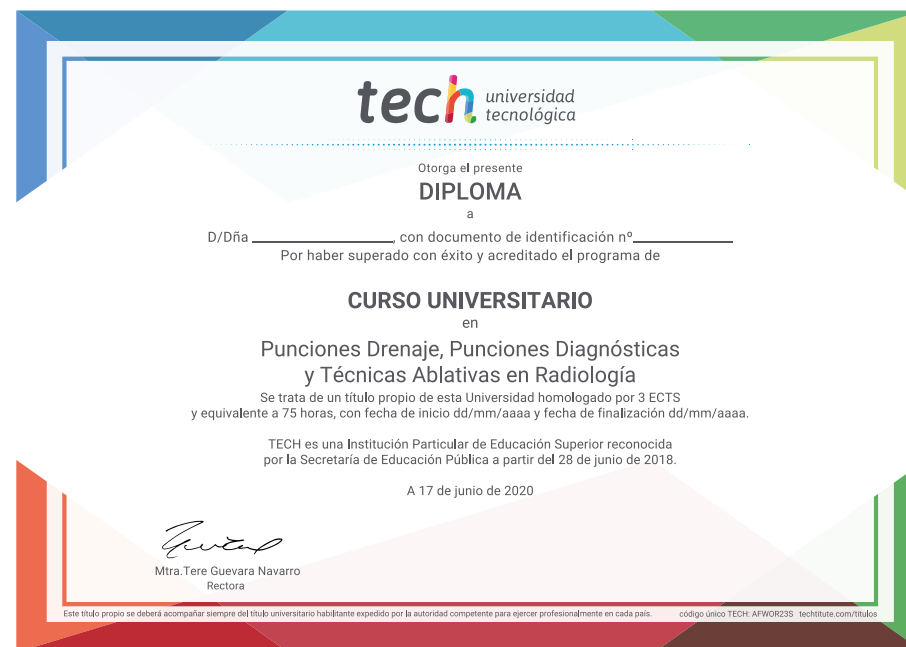 tech universidad
tecnológica
Otorga el presente
DIPLOMA
a
D/Dña ____________________, con documento de identificación nº______________
Por haber superado con éxito y acreditado el programa de
CURSO UNIVERSITARIO
en
Punciones Drenaje, Punciones Diagnósticas
y Técnicas Ablativas en Radiología
Se trata de un título propio de esta Universidad homologado por 3 ECTS
y equivalente a 75 horas, con fecha de inicio dd/mm/aaaa y fecha de finalización dd/mm/aaaa.
TECH es una Institución Particular de Educación Superior reconocida
por la Secretaría de Educación Pública a partir del 28 de junio de 2018.
A 17 de junio de 2020
Mtra.Tere Guevara Navarro
Rectora
Este título propio se deberá acompañar siempre del título universitario habilitante expedido por la autoridad competente para ejercer profesionalmente en cada país. código único TECH: AFWOR23S techtitute.com/titulos